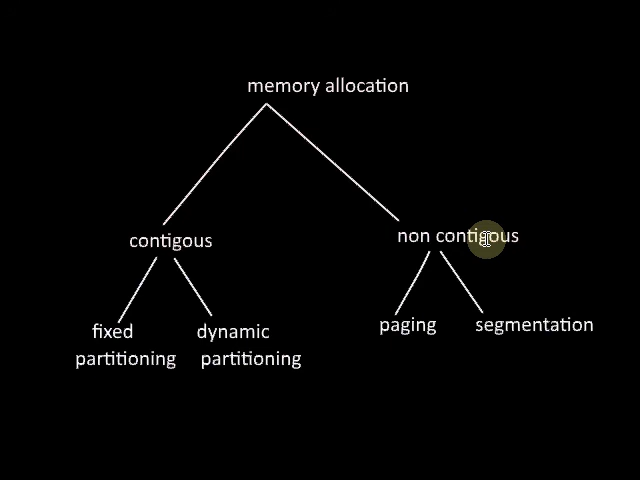 memory allocation
contigous
non contigous
fixed
partitioning
dynamic
partitioning
paging
segmentation